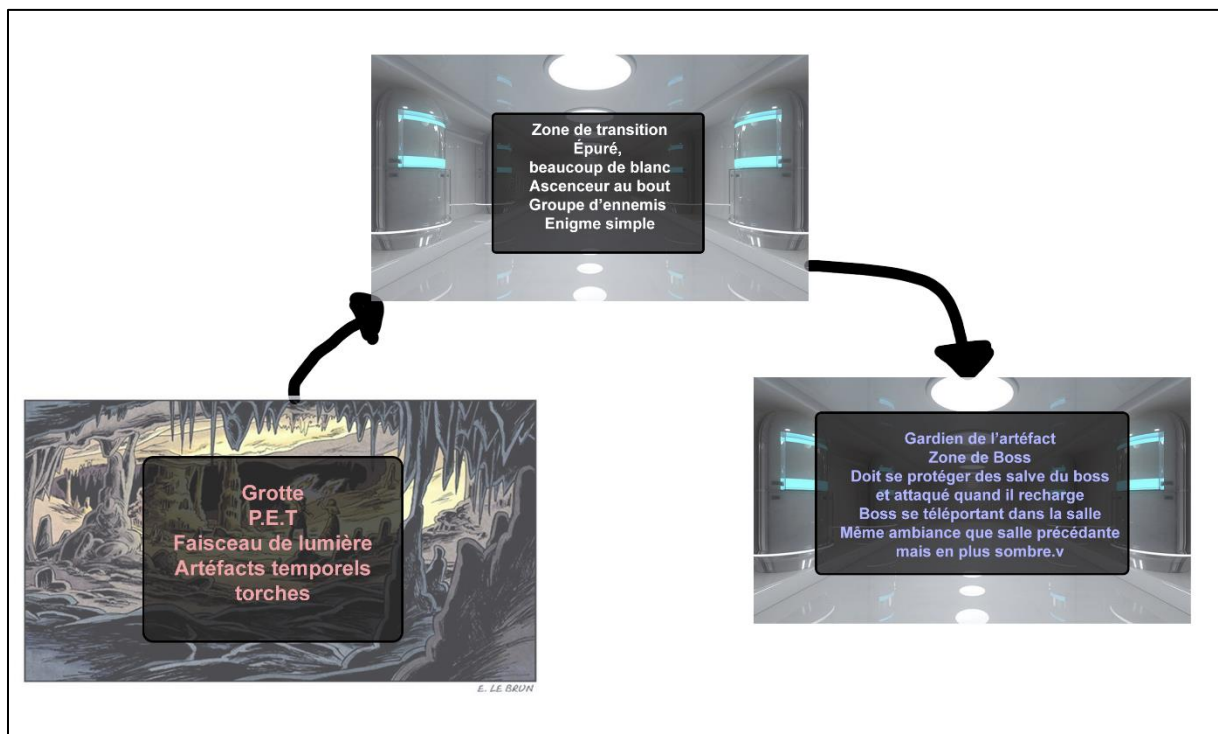 Zone de transition
Épuré,
beaucoup de blanc
Ascenceur au bout
Groupe d'ennemis
Enigme simple
Grotte
P.E.T
Faisceau de lumière
Artéfacts temporels
torches
E. LE BRUN
Gardien de l'artéfact
Zone de Boss
Doit se protéger des salve du boss
et attaqué quand il recharge
Boss se téléportant dans la salle
Même ambiance que salle précédante
mais en plus sombre.v